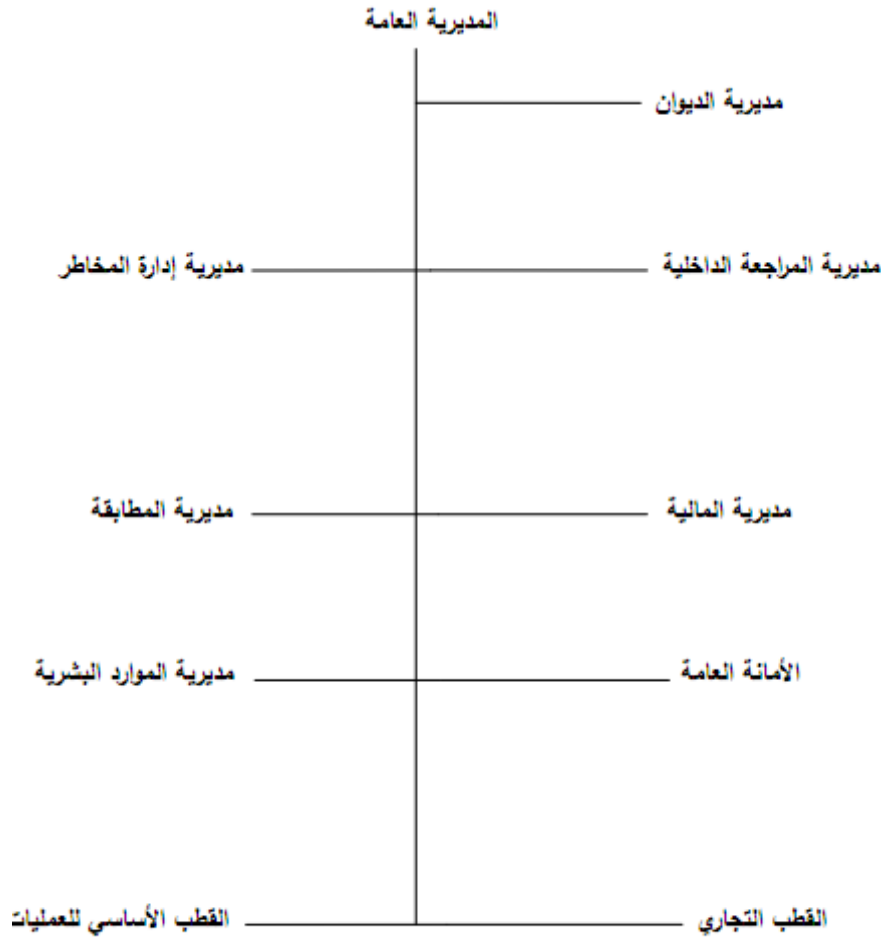 المديرية العامة
مديرية الديوان
مديرية المراجعة الداخلية
مديرية إدارة المخاطر
مديرية المالية
مديرية المطابقة
الأمانة العامة
مديرية الموارد البشرية
القطب التجاري
القطب الأساسي للعمليات